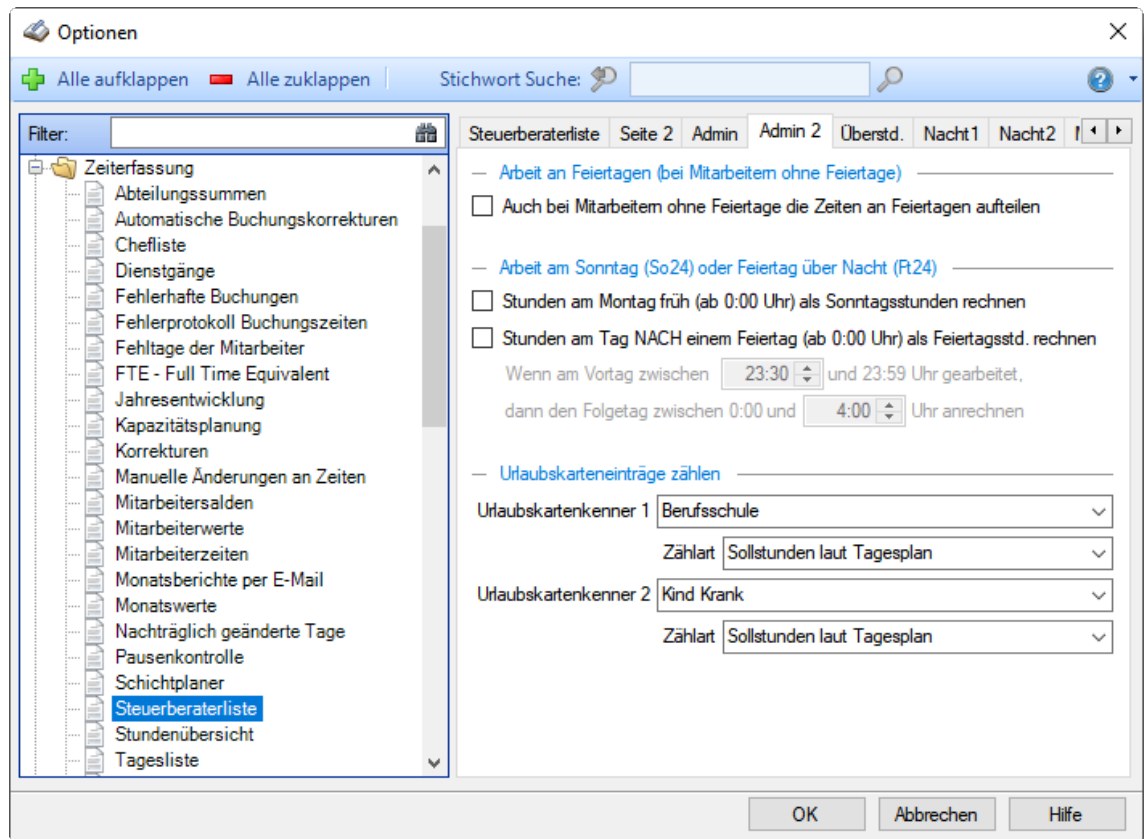 Optionen
Alle aufklappen Alle zuklappen Stichwort Suche:
Filter:
Zeiterfassung
Abteilungssummen
Automatische Buchungskorrekturen
Chefliste
Dienstgänge
Fehlerhafte Buchungen
Fehlerprotokoll Buchungszeiten
Fehltage der Mitarbeiter
FTE - Full Time Equivalent
Jahresentwicklung
Kapazitätsplanung
Korrekturen
Manuelle Änderungen an Zeiten
Mitarbeitersalden
Mitarbeiterwerte
Mitarbeiterzeiten
Monatsberichte per E-Mail
Monatswerte
Nachträglich geänderte Tage
Pausenkontrolle
Schichtplaner
Steuerberaterliste
Stundenübersicht
Tagesliste
Steuerberaterliste Seite 2 Admin Admin 2 Überstd. Nacht1 Nacht2
Arbeit an Feiertagen (bei Mitarbeitern ohne Feiertage)
Auch bei Mitarbeitern ohne Feiertage die Zeiten an Feiertagen aufteilen
Arbeit am Sonntag (So24) oder Feiertag über Nacht (Ft24)
Stunden am Montag früh (ab 0:00 Uhr) als Sonntagsstunden rechnen
Stunden am Tag NACH einem Feiertag (ab 0:00 Uhr) als Feiertagsstd. rechnen
Wenn am Vortag zwischen 23:30 und 23:59 Uhr gearbeitet,
dann den Folgetag zwischen 0:00 und 4:00 Uhr anrechnen
Urlaubskarteneinträge zählen
Urlaubskartenkenner 1 Berufsschule
Zählart Sollstunden laut Tagesplan
Urlaubskartenkenner 2 Kind Krank
Zählart Sollstunden laut Tagesplan
OK Abbrechen Hilfe